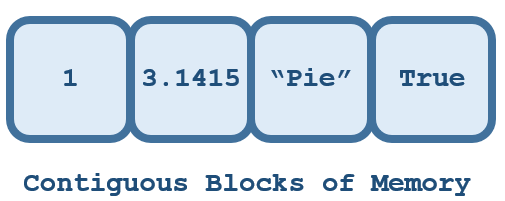 1 3.1415 “Pie” True
Contiguous Blocks of Memory